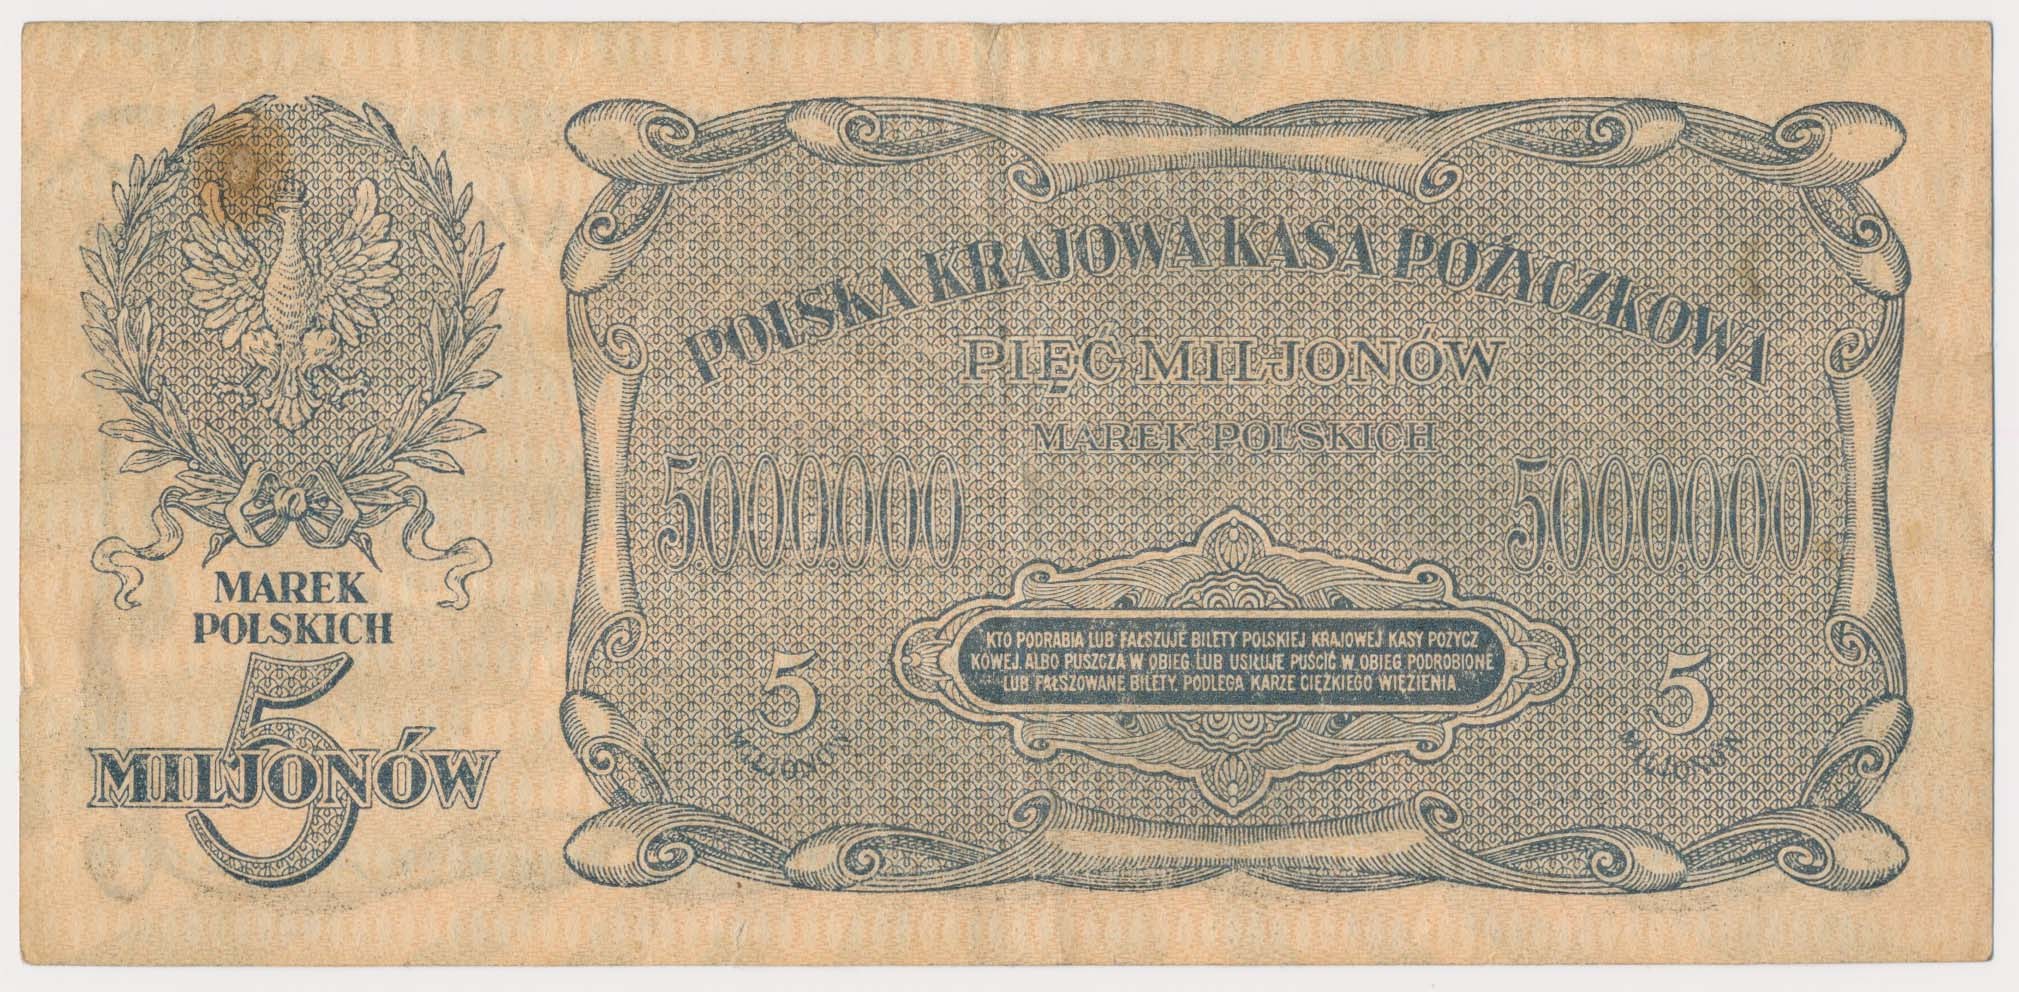 POLSKA KRAJOWA KASA POŻYCZKOWA
PIĘĆ MILJONÓW
MAREK POLSKICH
5.000.000
5.000.000
MAREK
POLSKICH
5
MILJONÓW
KTO PODRABIA LUB FAŁSZUJE BILETY POLSKIEJ KRAJOWEJ KASY POŻYCZ
KOWEJ ALBO PUSZCZA W OBIEG LUB USIŁUJE PUŚCIĆ W OBIEG PODROBIONE
LUB FAŁSZOWANE BILETY, PODLEGA KARZE CIĘŻKIEGO WIĘZIENIA
5
MILJONÓW
5
MILJONÓW